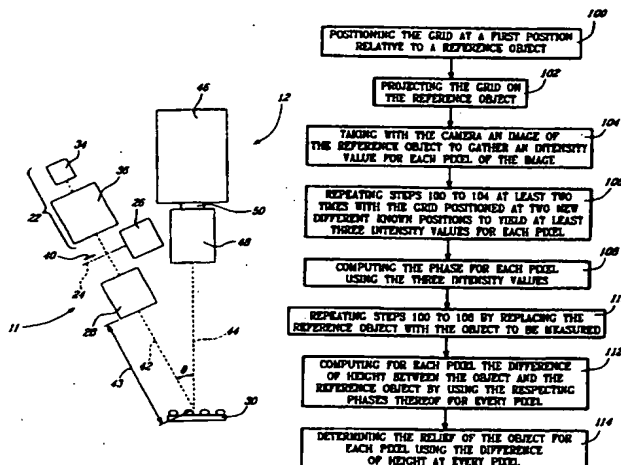 46
12
34
36
22
26
50
48
40
24
11
28
44
42
43
θ
30
100
POSITIONING THE GRID AT A FIRST POSITION
RELATIVE TO A REFERENCE OBJECT
102
PROJECTING THE GRID ON
THE REFERENCE OBJECT
104
TAKING WITH THE CAMERA AN IMAGE OF
THE REFERENCE OBJECT TO GATHER AN INTENSITY
VALUE FOR EACH PIXEL OF THE IMAGE
REPEATING STEPS 100 TO 104 AT LEAST TWO
TIMES WITH THE GRID POSITIONED AT TWO NEW
DIFFERENT KNOWN POSITIONS TO YIELD AT LEAST
THREE INTENSITY VALUES FOR EACH PIXEL
108
COMPUTING THE PHASE FOR EACH PIXEL
USING THE THREE INTENSITY VALUES
11
REPEATING STEPS 100 TO 108 BY REPLACING THE
REFERENCE OBJECT WITH THE OBJECT TO BE MEASURED
112
COMPUTING FOR EACH PIXEL THE DIFFERENCE
OF HEIGHT BETWEEN THE OBJECT AND THE
REFERENCE OBJECT BY USING THE RESPECTING
PHASES THEREOF FOR EVERY PIXEL
114
DETERMINING THE RELIEF OF THE OBJECT FOR
EACH PIXEL USING THE DIFFERENCE
OF HEIGHT AT EVERY PIXEL